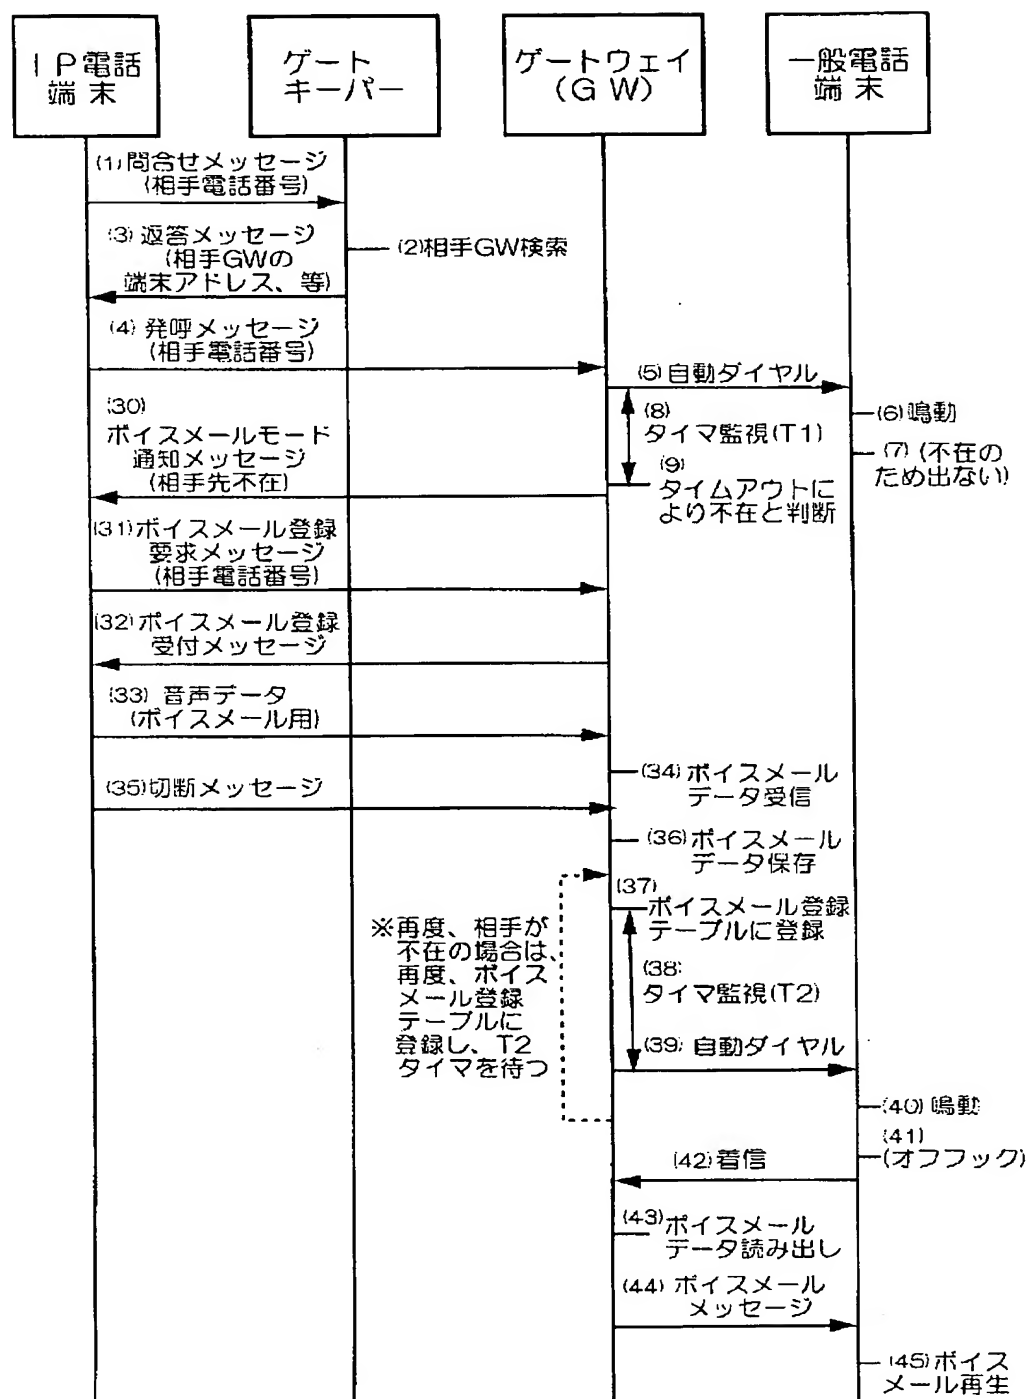 IP電話
端末
ゲート
キーパー
ゲートウェイ
(GW)
一般電話
端末
(1)問合せメッセージ
(相手電話番号)
(2)相手GW検索
(3)返答メッセージ
(相手GWの
端末アドレス、等)
(4)発呼メッセージ
(相手電話番号)
(5)自動ダイヤル
(6)鳴動
(7)(不在の
ため出ない)
(8)
タイマ監視(T1)
(9)
タイムアウトに
より不在と判断
(30)
ボイスメールモード
通知メッセージ
(相手先不在)
(31)ボイスメール登録
要求メッセージ
(相手電話番号)
(32)ボイスメール登録
受付メッセージ
(33)音声データ
(ボイスメール用)
(34)ボイスメール
データ受信
(35)切断メッセージ
(36)ボイスメール
データ保存
(37)
ボイスメール登録
テーブルに登録
※再度、相手が
不在の場合は、
再度、ボイス
メール登録
テーブルに
登録し、T2
タイマを待つ
(38)
タイマ監視(T2)
(39)自動ダイヤル
(40)鳴動
(41)
(オフフック)
(42)着信
(43)ボイスメール
データ読み出し
(44)ボイスメール
メッセージ
(45)ボイス
メール再生